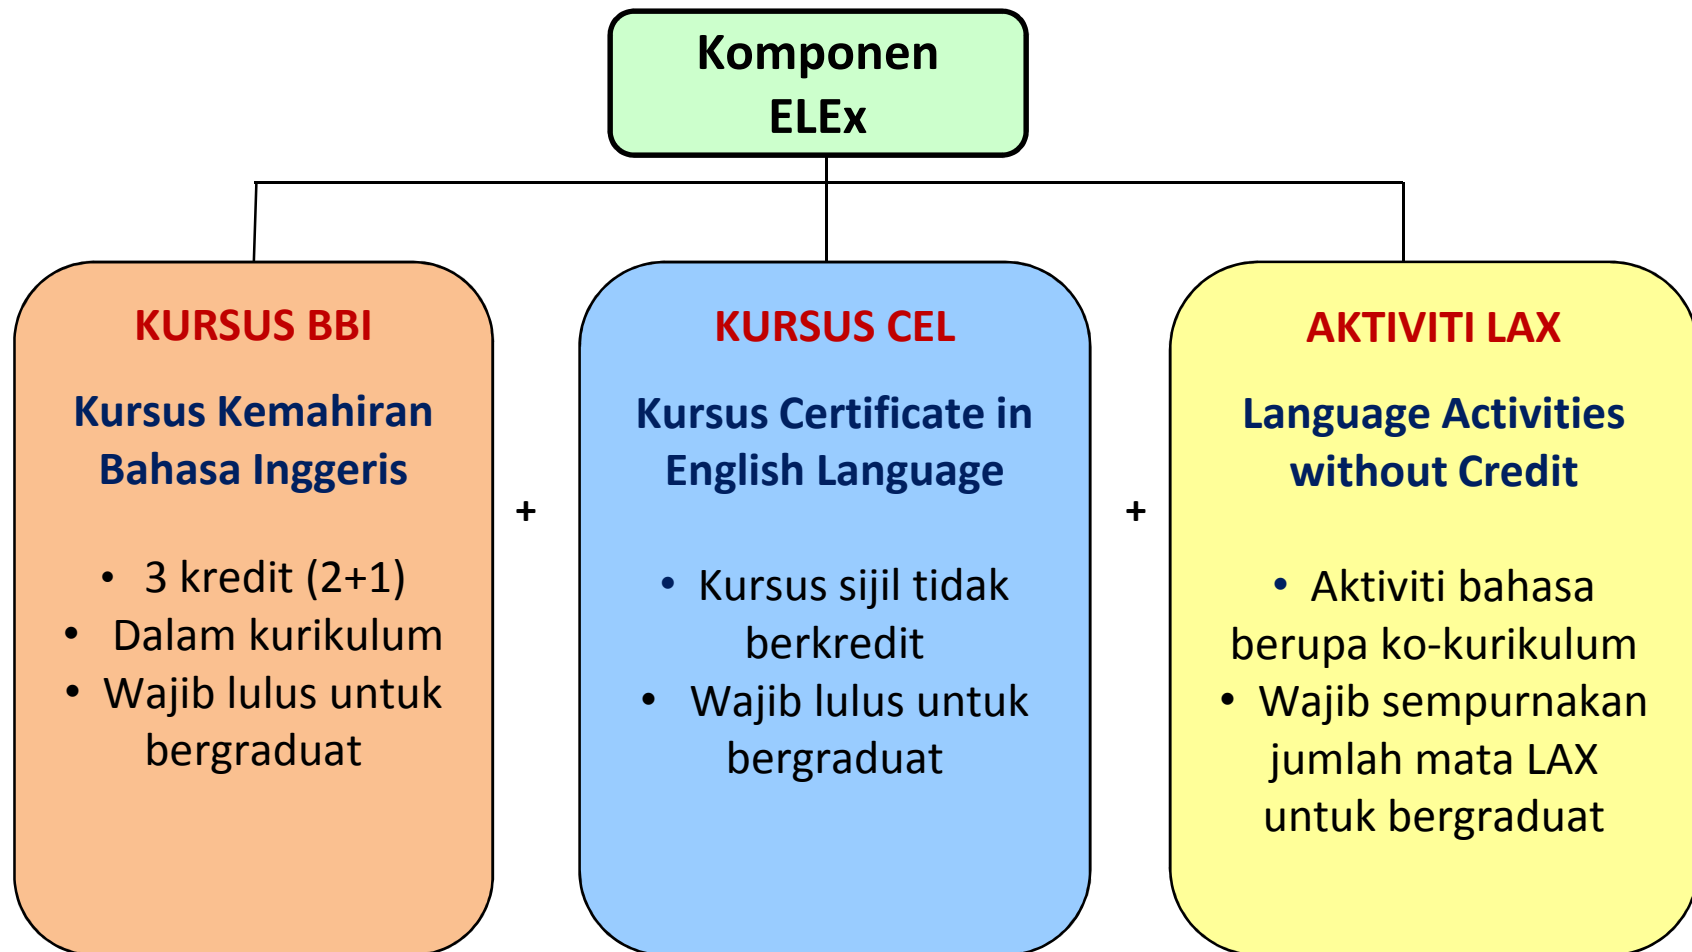 Komponen
ELEx
KURSUS BBI
Kursus Kemahiran
Bahasa Inggeris
• 3 kredit (2+1)
• Dalam kurikulum
• Wajib lulus untuk
bergraduat
+
KURSUS CEL
Kursus Certificate in
English Language
• Kursus sijil tidak
berkredit
• Wajib lulus untuk
bergraduat
+
AKTIVITI LAX
Language Activities
without Credit
• Aktiviti bahasa
berupa ko-kurikulum
• Wajib sempurnakan
jumlah mata LAX
untuk bergraduat